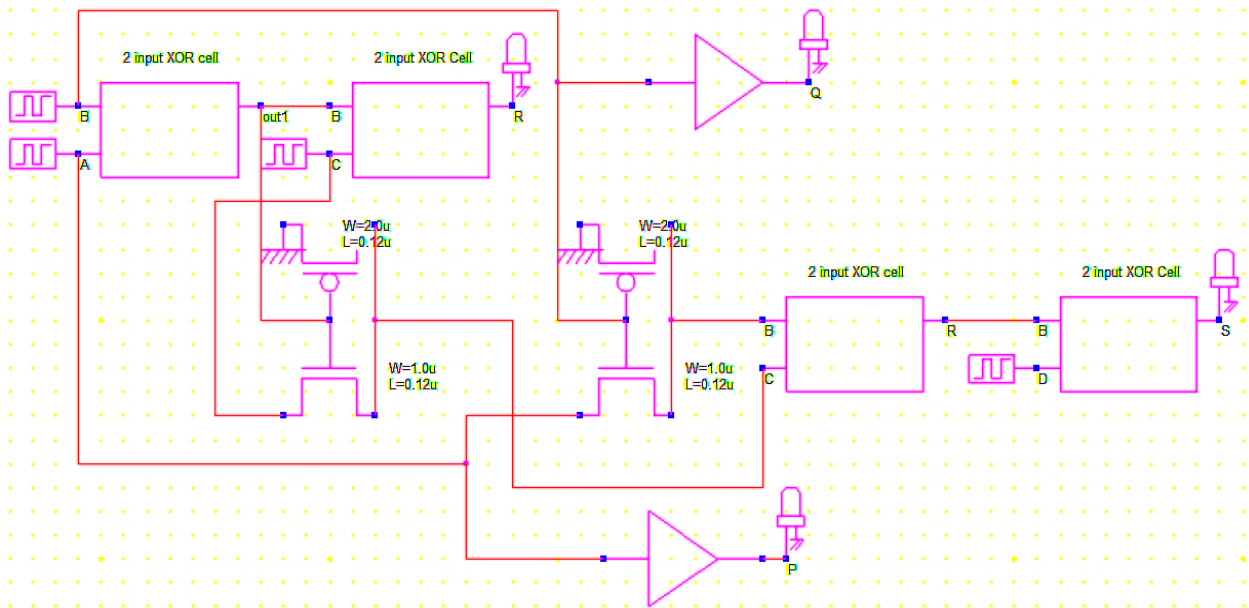 2 input XOR cell
2 input XOR Cell
B
A
out1
B
C
R
Q
W=2.0u
L=0.12u
W=2.0u
L=0.12u
W=1.0u
L=0.12u
W=1.0u
L=0.12u
2 input XOR cell
2 input XOR Cell
B
C
R
B
D
S
P